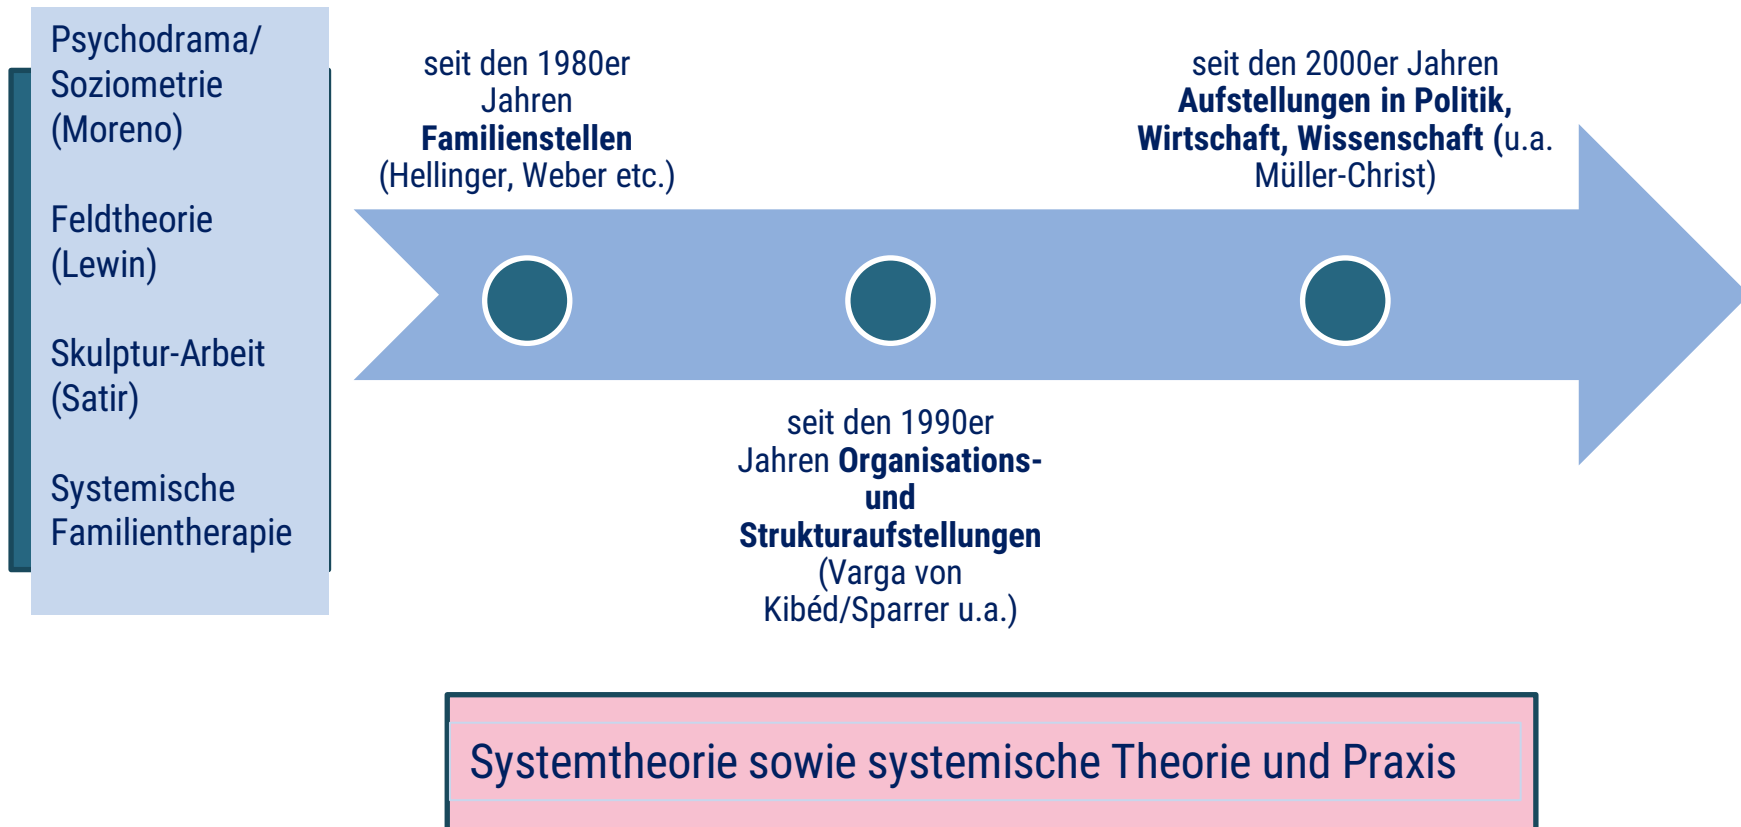 Psychodrama/
Soziometrie
(Moreno)
Feldtheorie
(Lewin)
Skulptur-Arbeit
(Satir)
Systemische
Familientherapie
seit den 1980er
Jahren
Familienstellen
(Hellinger, Weber etc.)
seit den 1990er
Jahren Organisations-
und
Strukturaufstellungen
(Varga von
Kibéd/Sparrer u.a.)
seit den 2000er Jahren
Aufstellungen in Politik,
Wirtschaft, Wissenschaft (u.a.
Müller-Christ)
Systemtheorie sowie systemische Theorie und Praxis